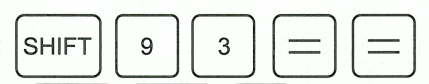 SHIFT 9 3 = =